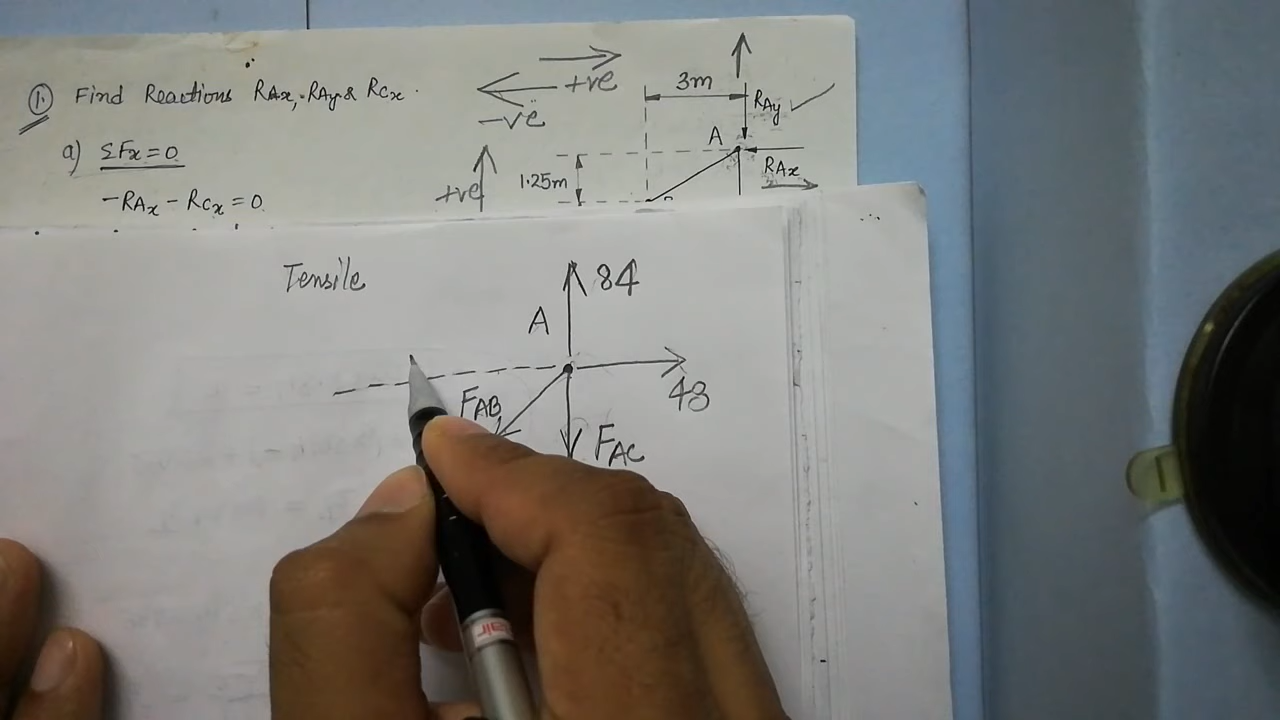 1. Find Reactions RAx, RAy & RCx.
a) ΣFx = 0
-RAx - RCx = 0
+ve
-ve
+ve
3m
RAy
A
RAx
1.25m
Tensile
84
A
48
FAB
FAC